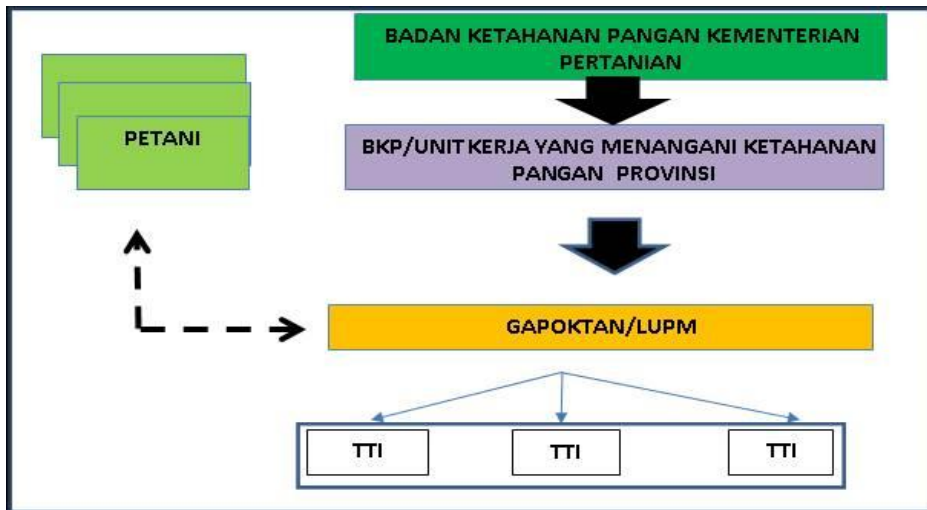 BADAN KETAHANAN PANGAN KEMENTERIAN
PERTANIAN
PETANI
BKP/UNIT KERJA YANG MENANGANI KETAHANAN
PANGAN PROVINSI
GAPOKTAN/LUPM
TTI
TTI
TTI